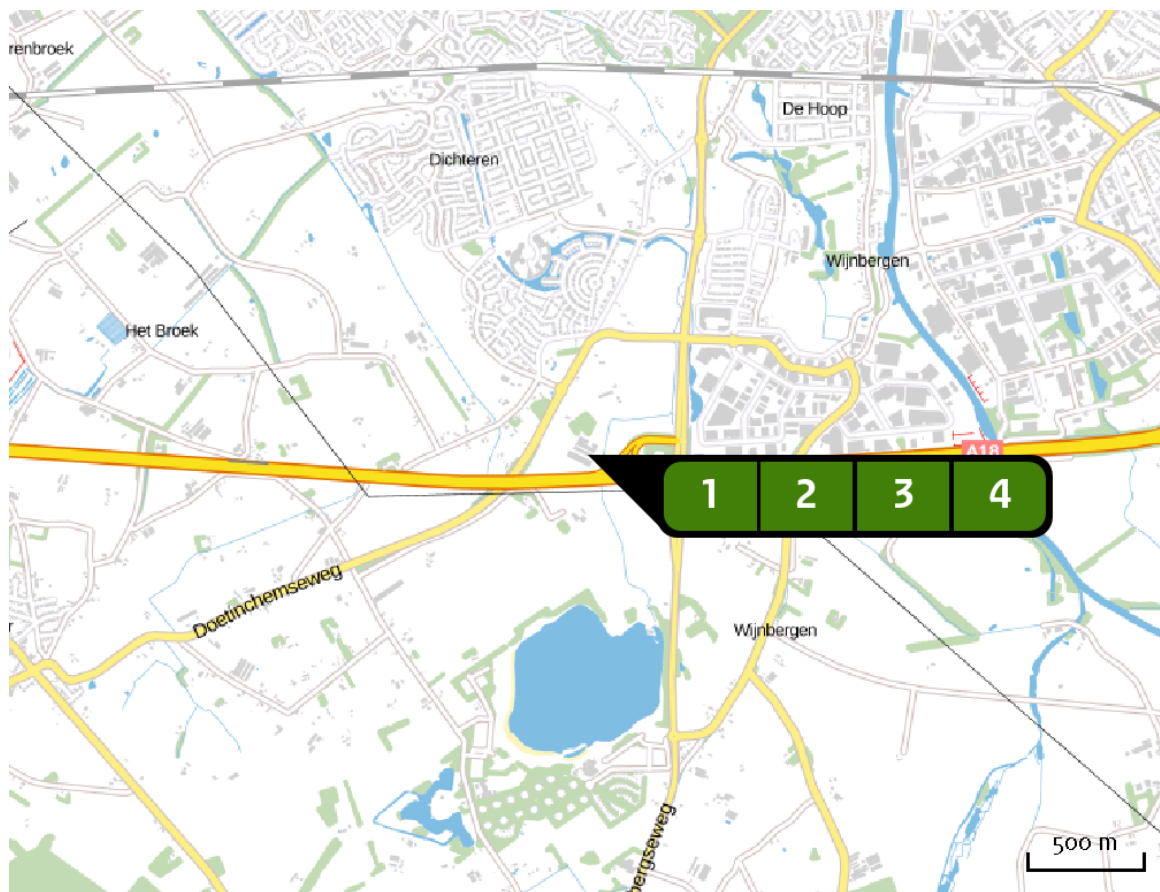 renbroek
De Hoop
Dichteren
Wijnbergen
Het Broek
A18
1 2 3 4
Doetinchemseweg
Wijnbergen
r
bergseweg
500 m